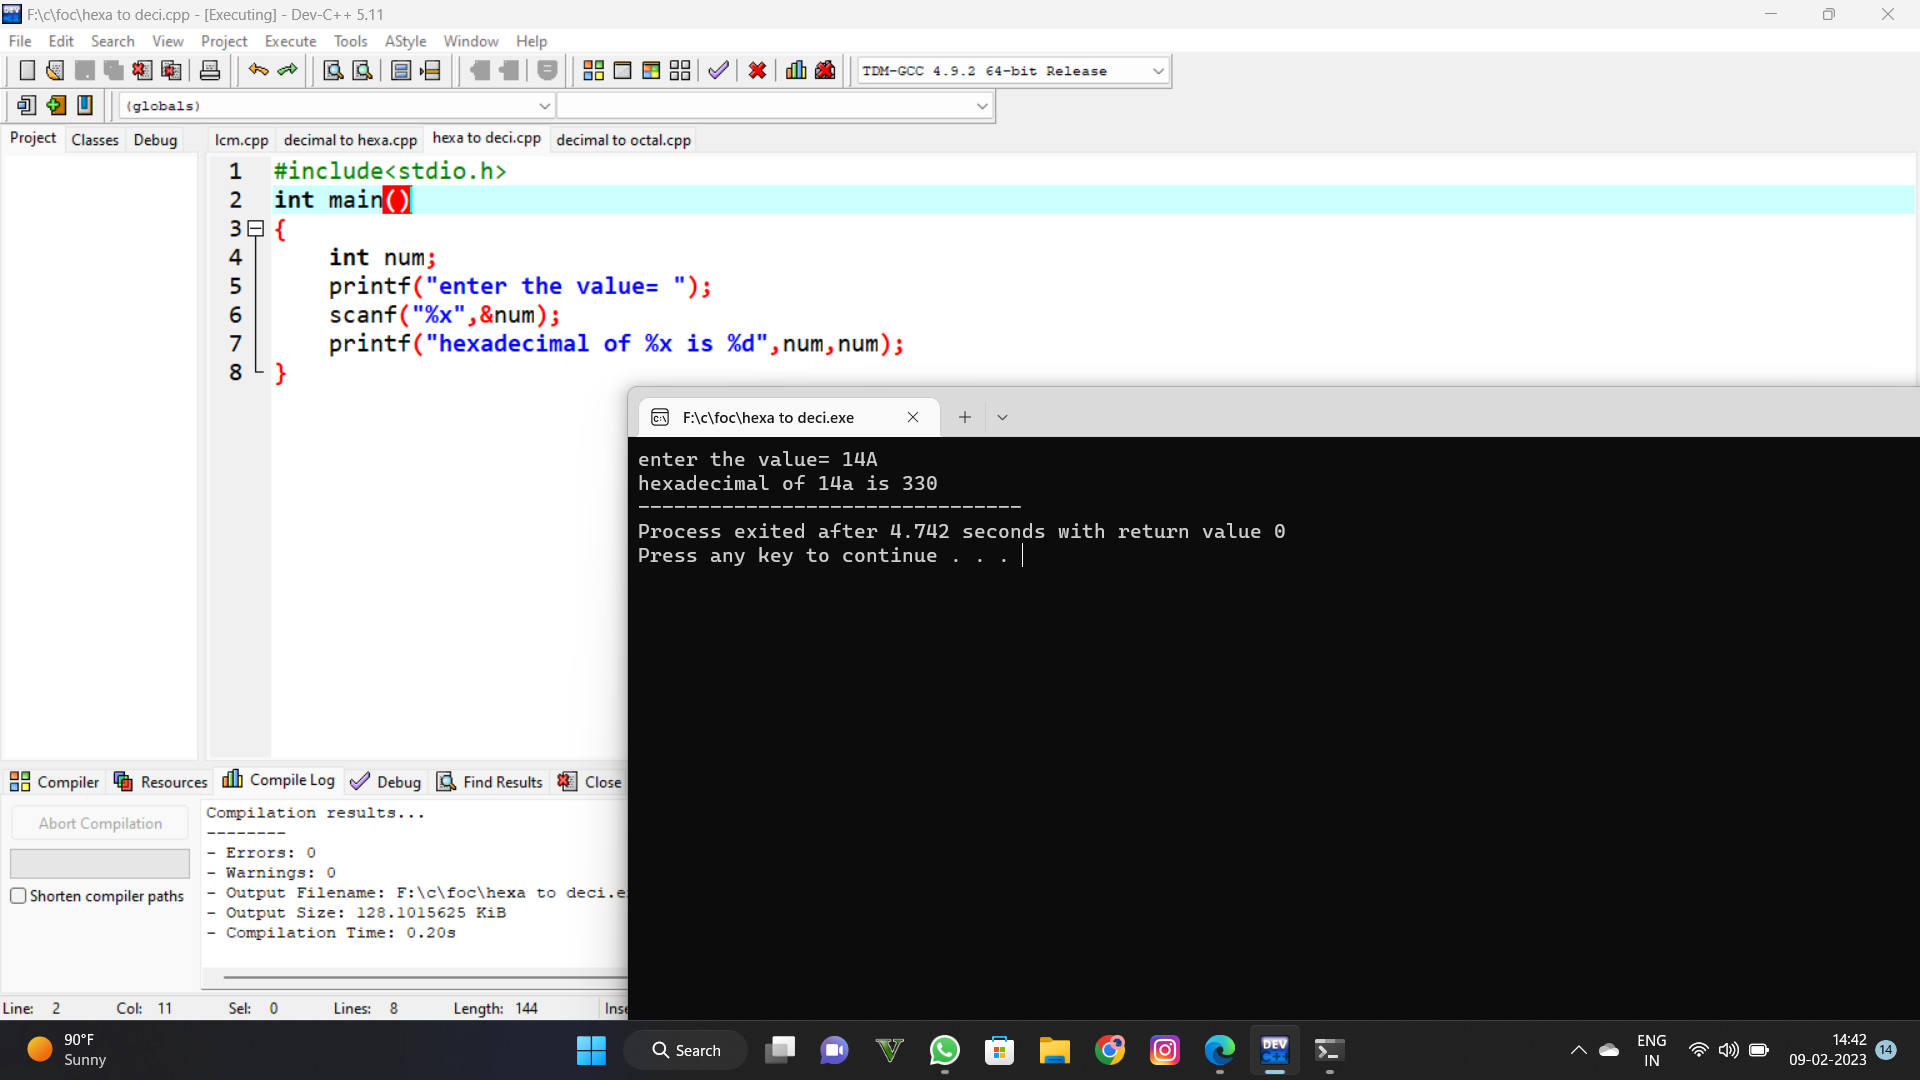 F:\c\foc\hexa to deci.cpp - [Executing] - Dev-C++ 5.11
File Edit Search View Project Execute Tools AStyle Window Help
TDM-GCC 4.9.2 64-bit Release
(globals)
Project Classes Debug lcm.cpp decimal to hexa.cpp hexa to deci.cpp decimal to octal.cpp
1 #include<stdio.h>
2 int main()
3 {
4 int num;
5 printf("enter the value= ");
6 scanf("%x",&num);
7 printf("hexadecimal of %x is %d",num,num);
8 }
F:\c\foc\hexa to deci.exe
enter the value= 14A
hexadecimal of 14a is 330
--------------------------------
Process exited after 4.742 seconds with return value 0
Press any key to continue . . .
Compiler Resources Compile Log Debug Find Results Close
Abort Compilation
Shorten compiler paths
Compilation results...
--------
- Errors: 0
- Warnings: 0
- Output Filename: F:\c\foc\hexa to deci.e
- Output Size: 128.1015625 KiB
- Compilation Time: 0.20s
Line: 2 Col: 11 Sel: 0 Lines: 8 Length: 144 Inse
90°F
Sunny
Search
DEV
C++
ENG
IN
14:42
09-02-2023
14